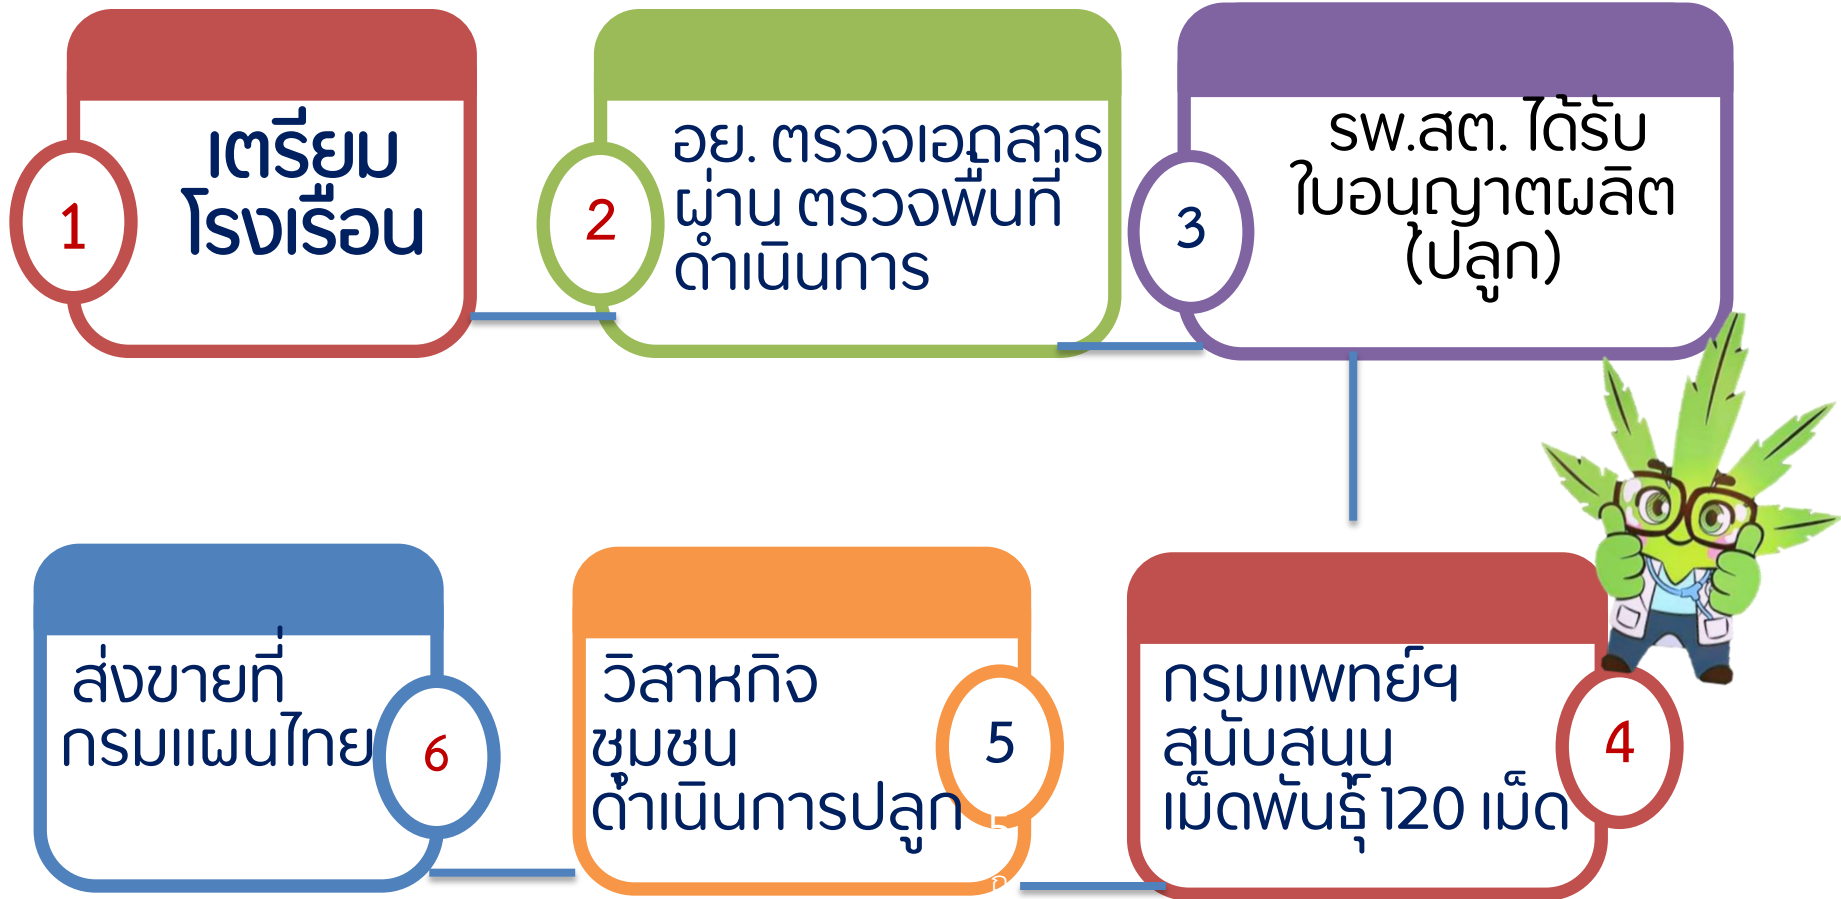 1
เตรียม
โรงเรือน
2
อย. ตรวจเอกสาร
ผ่าน ตรวจพื้นที่
ดำเนินการ
3
รพ.สต. ได้รับ
ใบอนุญาตผลิต
(ปลูก)
4
กรมแพทย์ฯ
สนับสนุน
เม็ดพันธุ์ 120 เม็ด
5
วิสาหกิจ
ชุมชน
ดำเนินการปลูก
6
ส่งขายที่
กรมแผนไทย